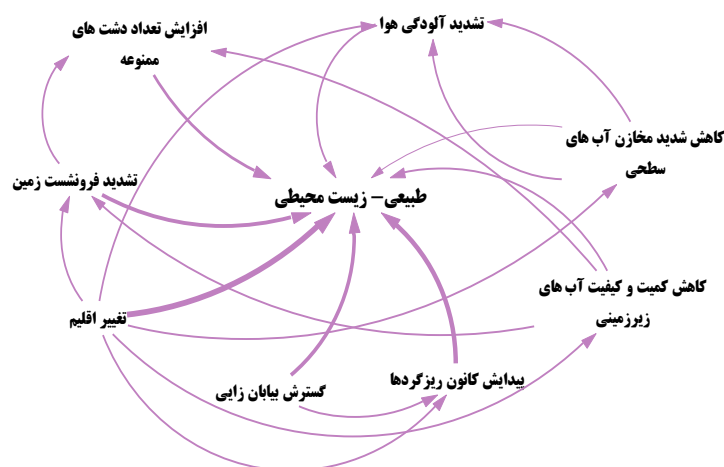 تشدید آلودگی هوا
افزایش تعداد دشت های
ممنوعه
کاهش شدید مخازن آب های
سطحی
تشدید فرونشست زمین
طبیعی- زیست محیطی
کاهش کمیت و کیفیت آب های
زیرزمینی
تغییر اقلیم
پیدایش کانون ریزگردها
گسترش بیابان زایی